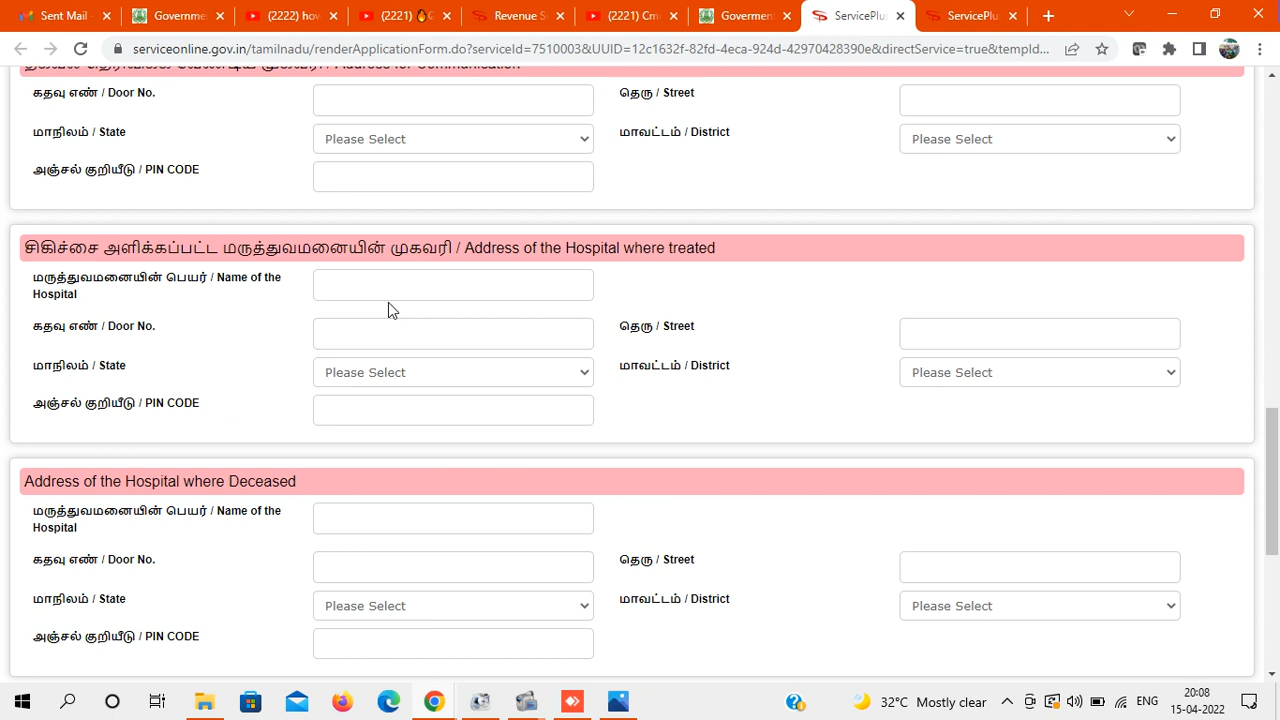 Sent Mail -
Governme
(2222) how
(2221) 🔥G
Revenue S
(2221) Cm
Goverment
ServicePlus
ServicePlu
serviceonline.gov.in/tamilnadu/renderApplicationForm.do?serviceId=7510003&UUID=12c1632f-82fd-4eca-924d-42970428390e&directService=true&tempId...
கதவு எண் / Door No.
தெரு / Street
மாநிலம் / State
Please Select
மாவட்டம் / District
Please Select
அஞ்சல் குறியீடு / PIN CODE
சிகிச்சை அளிக்கப்பட்ட மருத்துவமனையின் முகவரி / Address of the Hospital where treated
மருத்துவமனையின் பெயர் / Name of the
Hospital
கதவு எண் / Door No.
தெரு / Street
மாநிலம் / State
Please Select
மாவட்டம் / District
Please Select
அஞ்சல் குறியீடு / PIN CODE
Address of the Hospital where Deceased
மருத்துவமனையின் பெயர் / Name of the
Hospital
கதவு எண் / Door No.
தெரு / Street
மாநிலம் / State
Please Select
மாவட்டம் / District
Please Select
அஞ்சல் குறியீடு / PIN CODE
32°C Mostly clear
ENG
20:08
15-04-2022